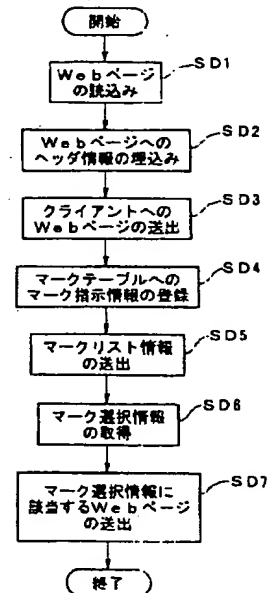 開始
Webページ
の読込み
SD1
Webページへの
ヘッダ情報の埋込み
SD2
クライアントへの
Webページの送出
SD3
マークテーブルへの
マーク指示情報の登録
SD4
マークリスト情報
の送出
SD5
マーク選択情報
の取得
SD6
マーク選択情報に
該当するWebページ
の送出
SD7
終了